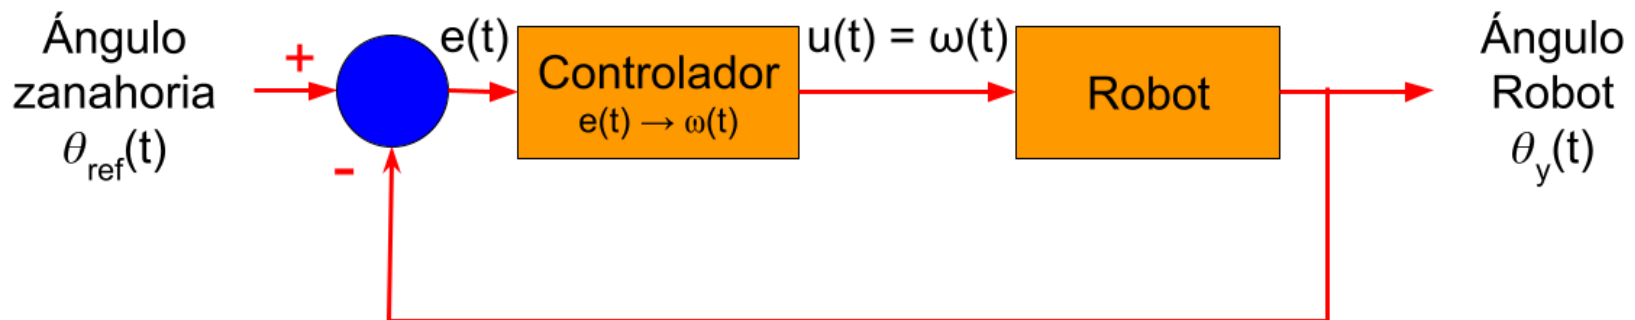 Ángulo
zanahoria
θref(t)
+
-
e(t)
Controlador
e(t) → ω(t)
u(t) = ω(t)
Robot
Ángulo
Robot
θy(t)